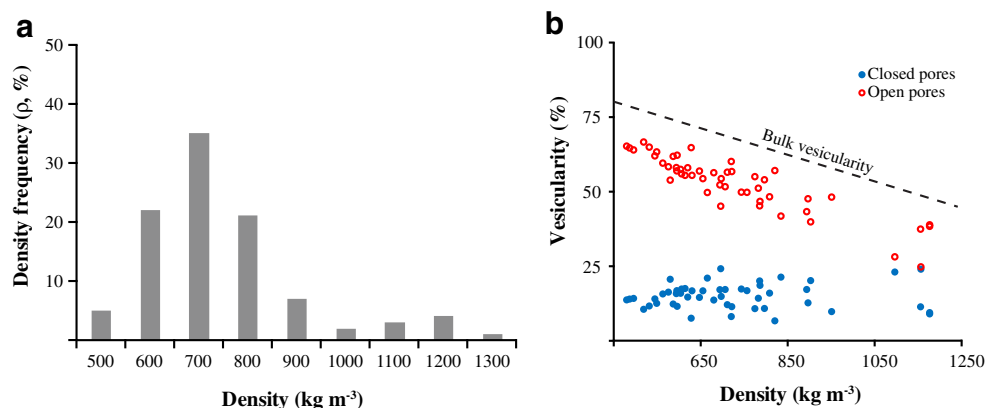 a
50
40
30
20
10
Density frequency (ρ, %)
500 600 700 800 900 1000 1100 1200 1300
Density (kg m-3)
b
100
75
50
25
Vesicularity (%)
Closed pores
Open pores
Bulk vesicularity
650 850 1050 1250
Density (kg m-3)